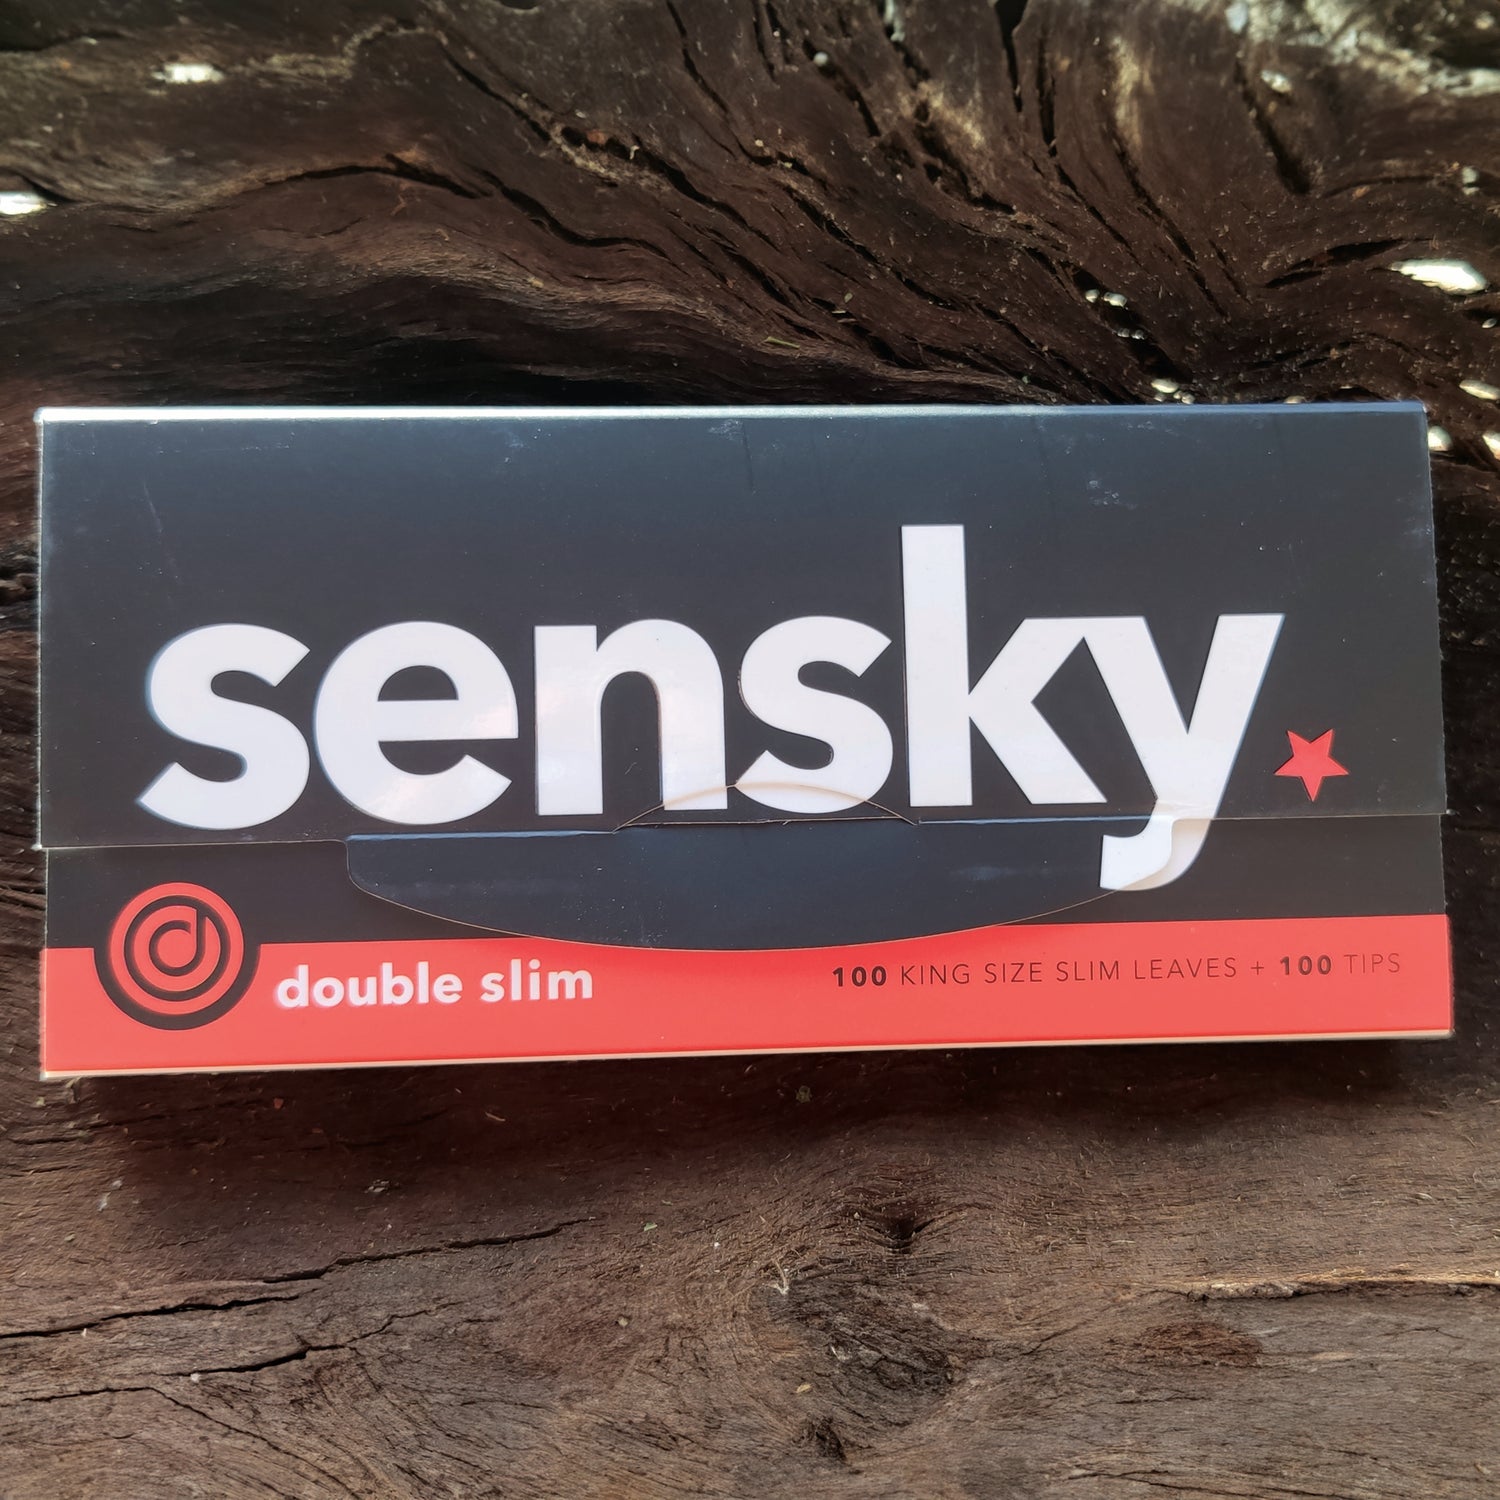 sensky
d
double slim
100 KING SIZE SLIM LEAVES + 100 TIPS